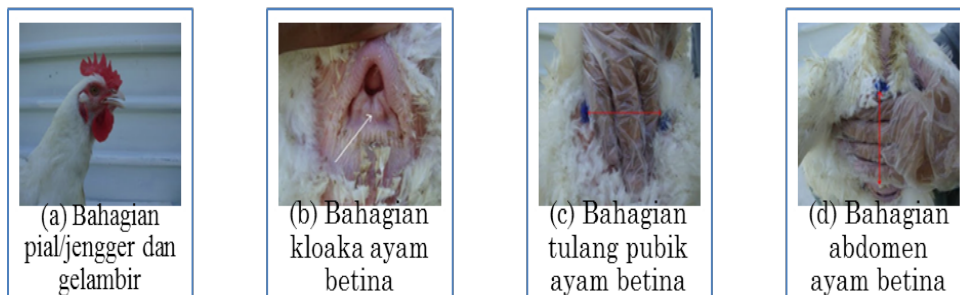 (a) Bahagian
pial/jengger dan
gelambir
(b) Bahagian
kloaka ayam
betina
(c) Bahagian
tulang pubik
ayam betina
(d) Bahagian
abdomen
ayam betina